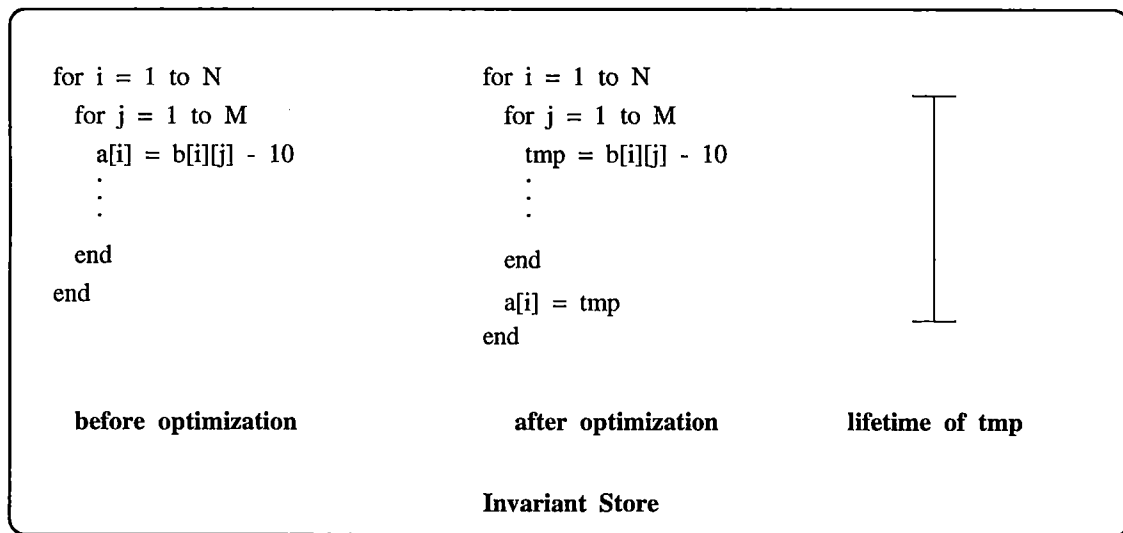 for i = 1 to N
for j = 1 to M
a[i] = b[i][j] - 10
.
.
.
end
end
before optimization
for i = 1 to N
for j = 1 to M
tmp = b[i][j] - 10
.
.
.
end
a[i] = tmp
end
after optimization
lifetime of tmp
Invariant Store